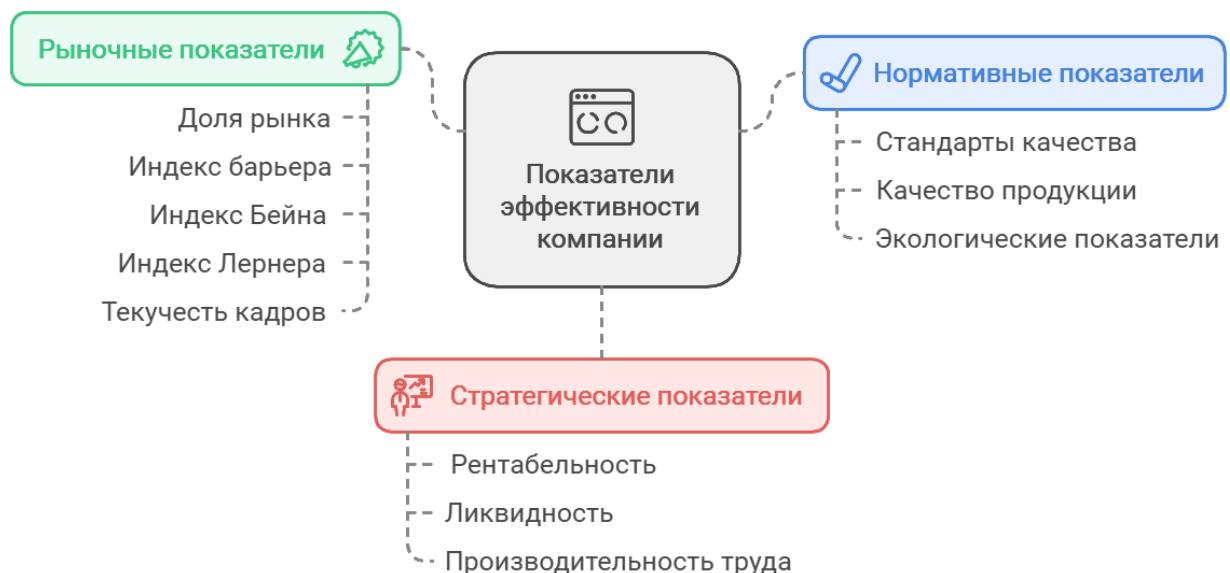 Рыночные показатели
Доля рынка
Индекс барьера
Индекс Бейна
Индекс Лернера
Текучесть кадров
Показатели
эффективности
компании
Нормативные показатели
Стандарты качества
Качество продукции
Экологические показатели
Стратегические показатели
Рентабельность
Ликвидность
Производительность труда